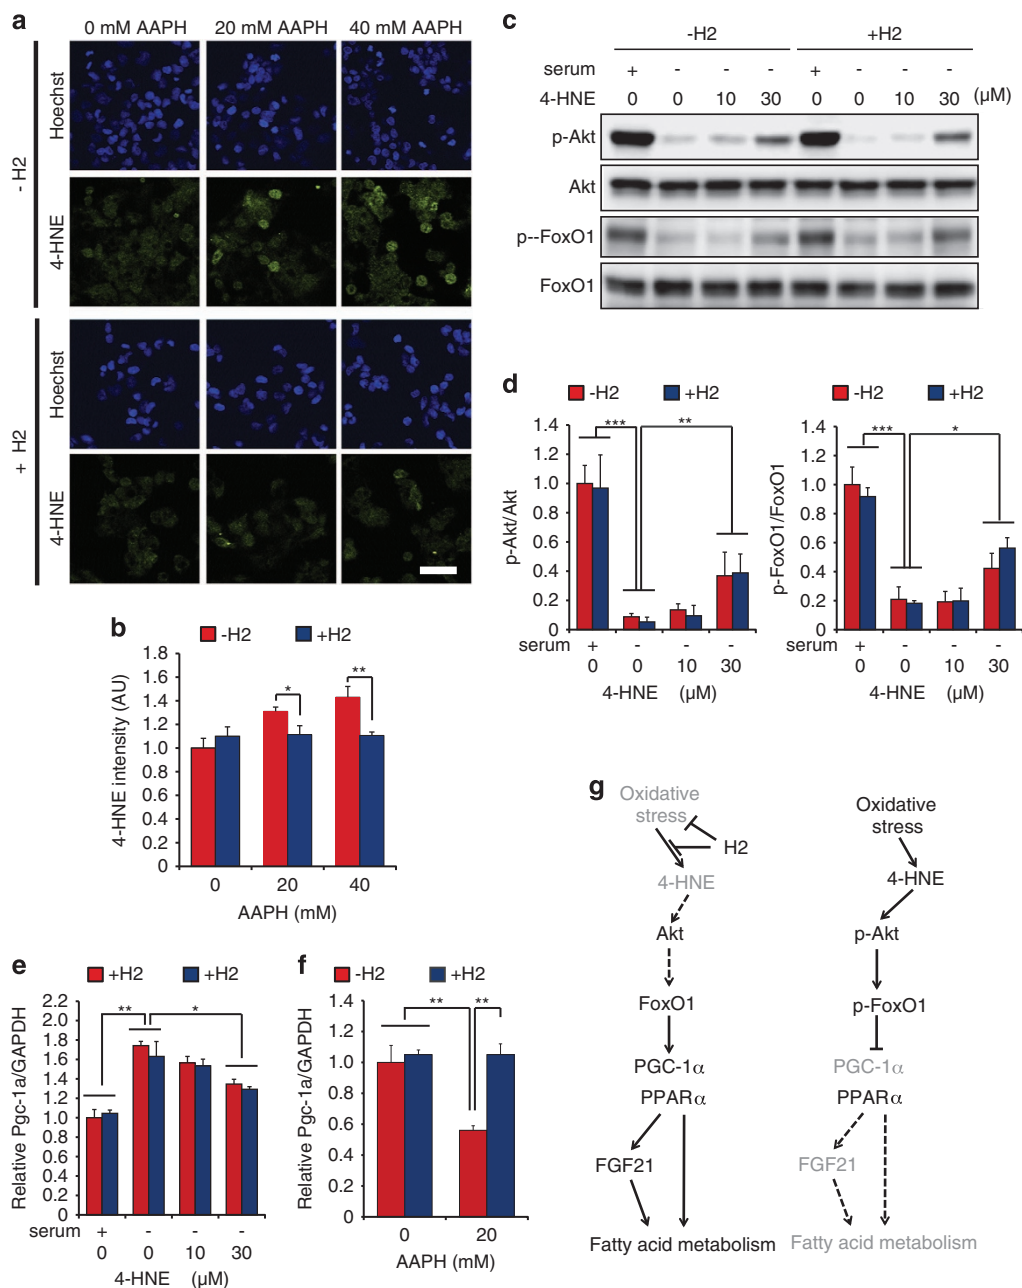 a
0 mM AAPH 20 mM AAPH 40 mM AAPH
- H2
Hoechst
4-HNE
+ H2
Hoechst
4-HNE
b
-H2 +H2
4-HNE intensity (AU)
1.8
1.6
1.4
1.2
1.0
0.8
0.6
0.4
0.2
0
*
**
0 20 40
AAPH (mM)
c
-H2 +H2
serum + - - - + - - -
4-HNE 0 0 10 30 0 0 10 30 (µM)
p-Akt
Akt
p--FoxO1
FoxO1
d
-H2 +H2
p-Akt/Akt
1.4
1.2
1.0
0.8
0.6
0.4
0.2
0
*** **
serum + - - -
0 0 10 30
4-HNE (µM)
-H2 +H2
p-FoxO1/FoxO1
1.4
1.2
1.0
0.8
0.6
0.4
0.2
0
*** *
serum + - - -
0 0 10 30
4-HNE (µM)
e
+H2 +H2
Relative Pgc-1a/GAPDH
2.2
2.0
1.8
1.6
1.4
1.2
1.0
0.8
0.6
0.4
0.2
0
** *
serum + - - -
0 0 10 30
4-HNE (µM)
f
-H2 +H2
Relative Pgc-1a/GAPDH
1.4
1.2
1.0
0.8
0.6
0.4
0.2
0
** **
0 20
AAPH (mM)
g
Oxidative
stress
H2
4-HNE
Akt
FoxO1
PGC-1α
PPARα
FGF21
Fatty acid metabolism
Oxidative
stress
4-HNE
p-Akt
p-FoxO1
PGC-1α
PPARα
FGF21
Fatty acid metabolism